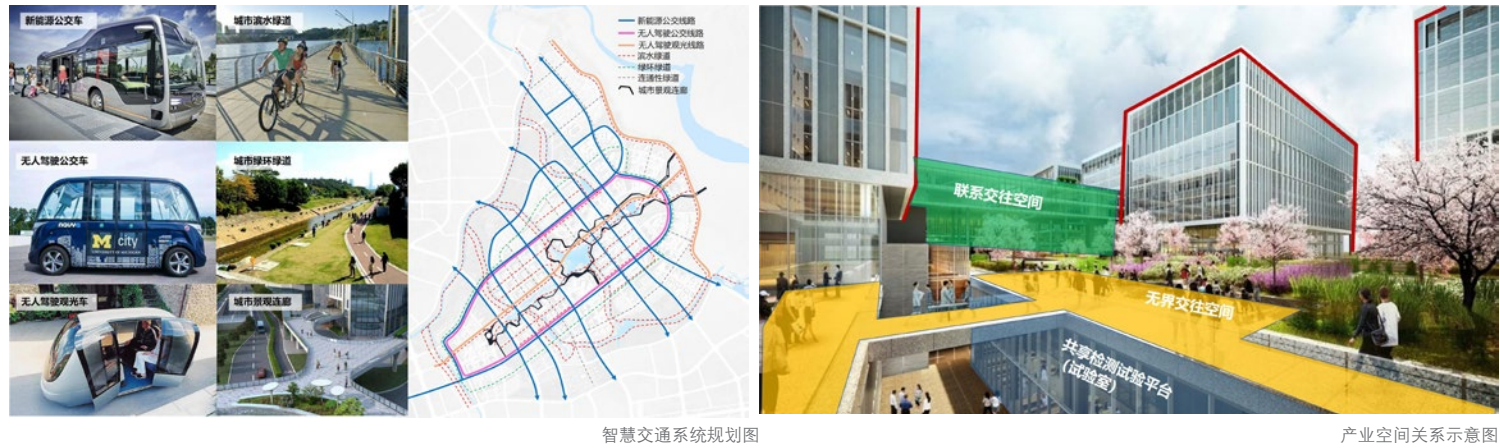 新能源公交车
城市滨水绿道
无人驾驶公交车
城市绿环绿道
navya
M city
无人驾驶观光车
城市景观连廊
新能源公交线路
无人驾驶公交线路
无人驾驶观光线路
滨水绿道
绿环绿道
连通性绿道
城市景观连廊
联系交往空间
无界交往空间
共享检测试验平台
（试验室）
智慧交通系统规划图
产业空间关系示意图